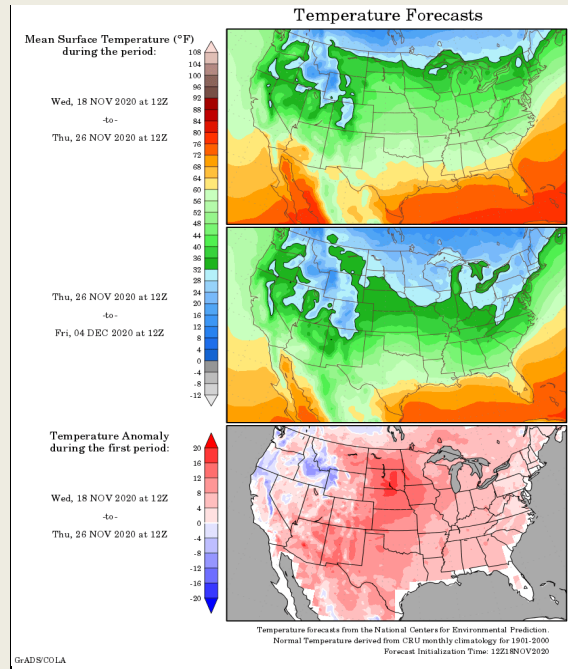 Temperature Forecasts
Mean Surface Temperature (°F)
during the period:
Wed, 18 NOV 2020 at 12Z
-to-
Thu, 26 NOV 2020 at 12Z
108
104
100
96
92
88
84
80
76
72
68
64
60
56
52
48
44
40
36
32
28
24
20
16
12
8
4
0
-4
-8
-12
Thu, 26 NOV 2020 at 12Z
-to-
Fri, 04 DEC 2020 at 12Z
Temperature Anomaly
during the first period:
Wed, 18 NOV 2020 at 12Z
-to-
Thu, 26 NOV 2020 at 12Z
20
16
12
8
4
0
-4
-8
-12
-16
-20
Temperature forecasts from the National Centers for Environmental Prediction.
Normal Temperature derived from CRU monthly climatology for 1901-2000
Forecast Initialization Time: 12Z18NOV2020
GrADS/COLA